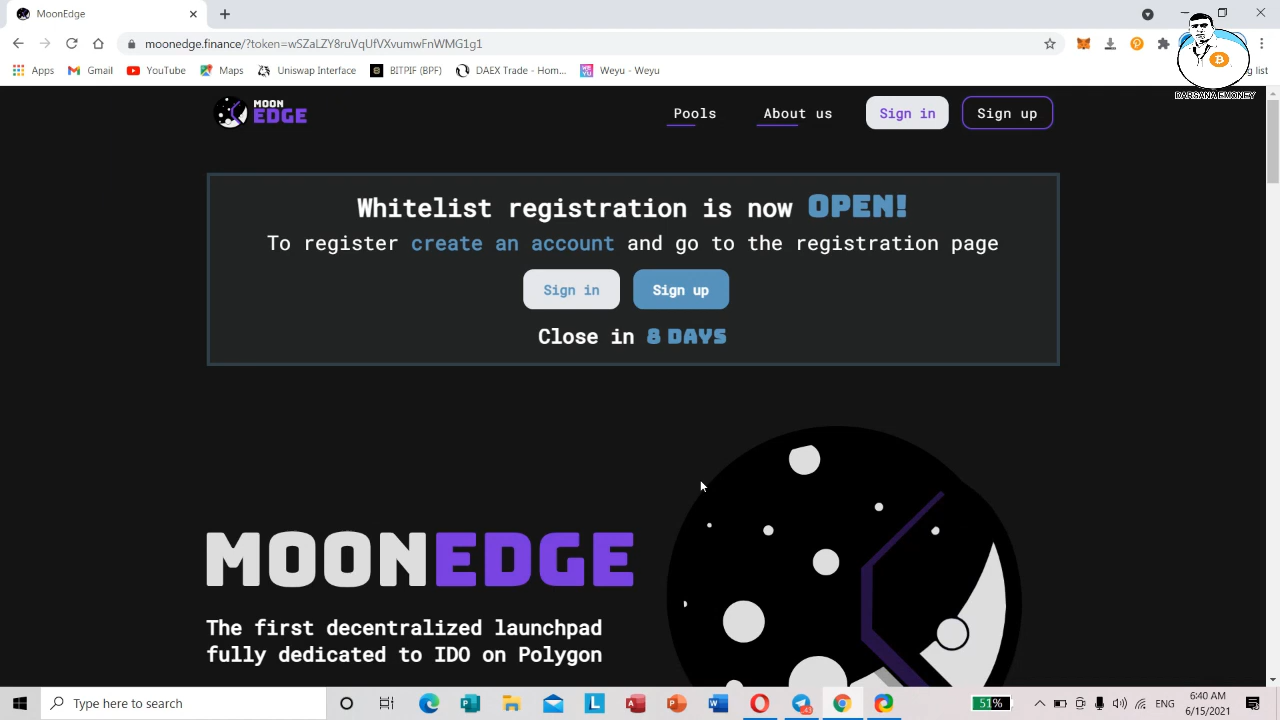 MoonEdge
moonedge.finance/?token=wSZaLZY8ruVqUfVXvumwFnWMG1g1
Apps
Gmail
YouTube
Maps
Uniswap Interface
BITPIF (BPF)
DAEX Trade - Hom...
Weyu - Weyu
g list
DARSANA EMONEY
MOON
EDGE
Pools
About us
Sign in
Sign up
Whitelist registration is now OPEN!
To register create an account and go to the registration page
Sign in
Sign up
Close in 8 DAYS
MOONEDGE
The first decentralized launchpad
fully dedicated to IDO on Polygon
Type here to search
43
51%
ENG
6:40 AM
6/15/2021